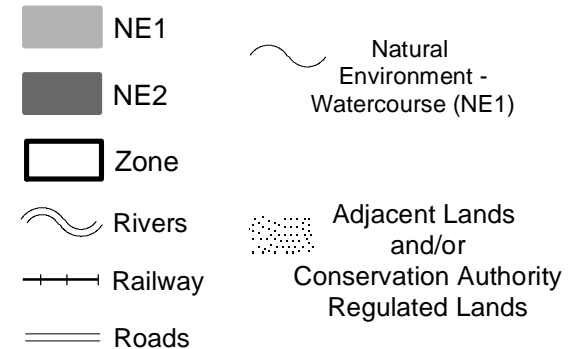 NE1
NE2
Zone
Rivers
Railway
Roads
Natural
Environment -
Watercourse (NE1)
Adjacent Lands
and/or
Conservation Authority
Regulated Lands